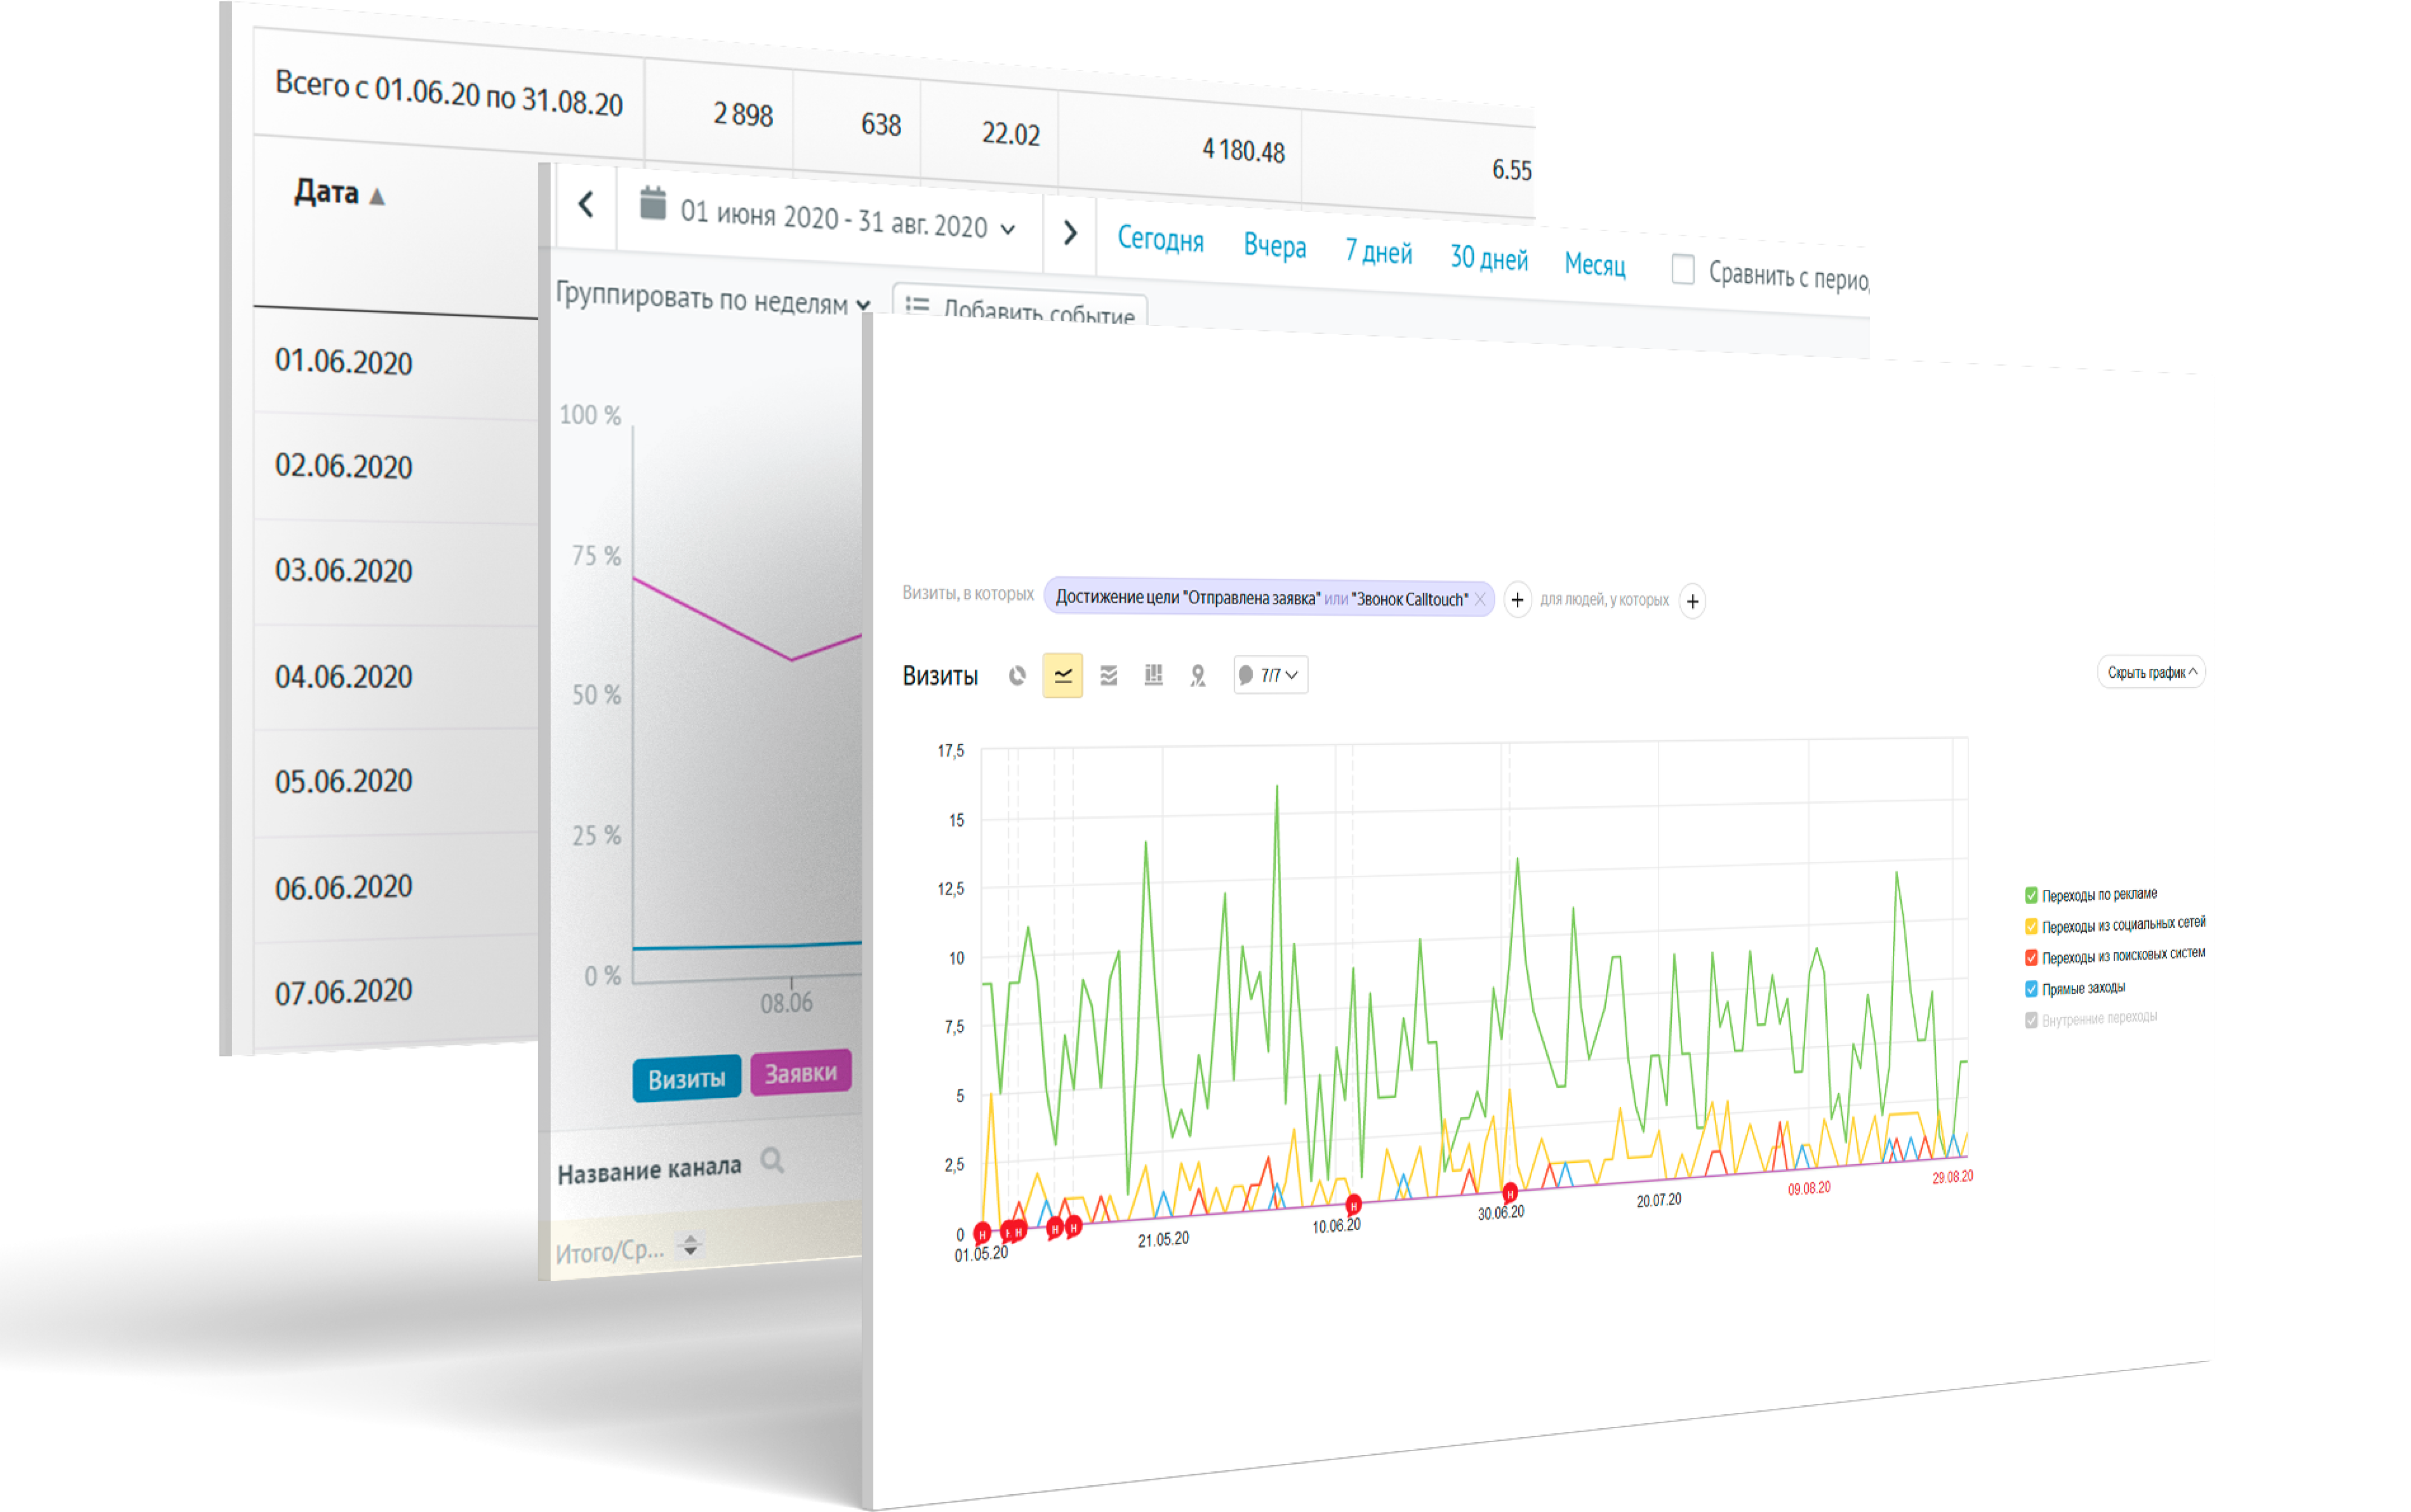 Всего с 01.06.20 по 31.08.20 2 898 638 22.02 4 180.48 6.55
Дата ▲
01.06.2020
02.06.2020
03.06.2020
04.06.2020
05.06.2020
06.06.2020
07.06.2020
01 июня 2020 - 31 авг. 2020 Сегодня Вчера 7 дней 30 дней Месяц Сравнить с перио
Группировать по неделям Добавить событие
100 %
75 %
50 %
25 %
0 %
08.06
Визиты Заявки
Название канала
Итого/Ср...
Визиты, в которых Достижение цели "Отправлена заявка" или "Звонок Calltouch" × + для людей, у которых +
Визиты 7/7 Скрыть график
17,5
15
12,5
10
7,5
5
2,5
0
Н Н Н Н Н Н Н
01.05.20 21.05.20 10.06.20 30.06.20 20.07.20 09.08.20 29.08.20
Переходы по рекламе
Переходы из социальных сетей
Переходы из поисковых систем
Прямые заходы
Внутренние переходы